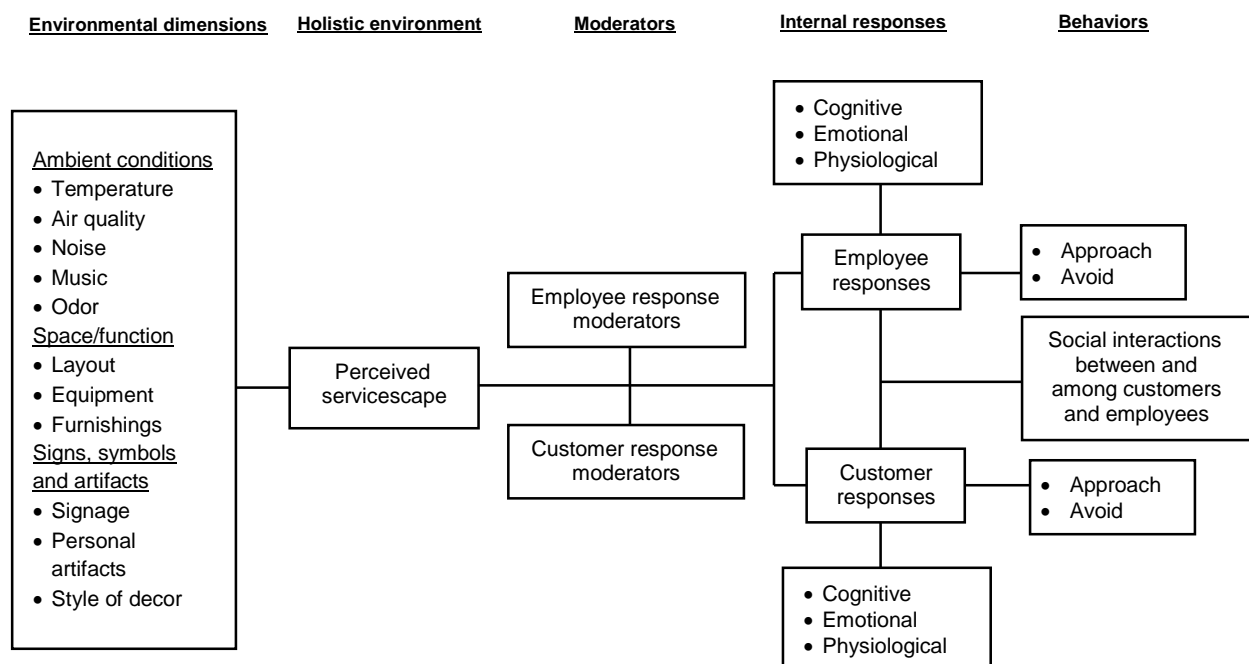 Environmental dimensions
Holistic environment
Moderators
Internal responses
Behaviors
Ambient conditions
• Temperature
• Air quality
• Noise
• Music
• Odor
Space/function
• Layout
• Equipment
• Furnishings
Signs, symbols
and artifacts
• Signage
• Personal
artifacts
• Style of decor
Perceived
servicescape
Employee response
moderators
Customer response
moderators
• Cognitive
• Emotional
• Physiological
Employee
responses
Customer
responses
• Cognitive
• Emotional
• Physiological
• Approach
• Avoid
Social interactions
between and
among customers
and employees
• Approach
• Avoid